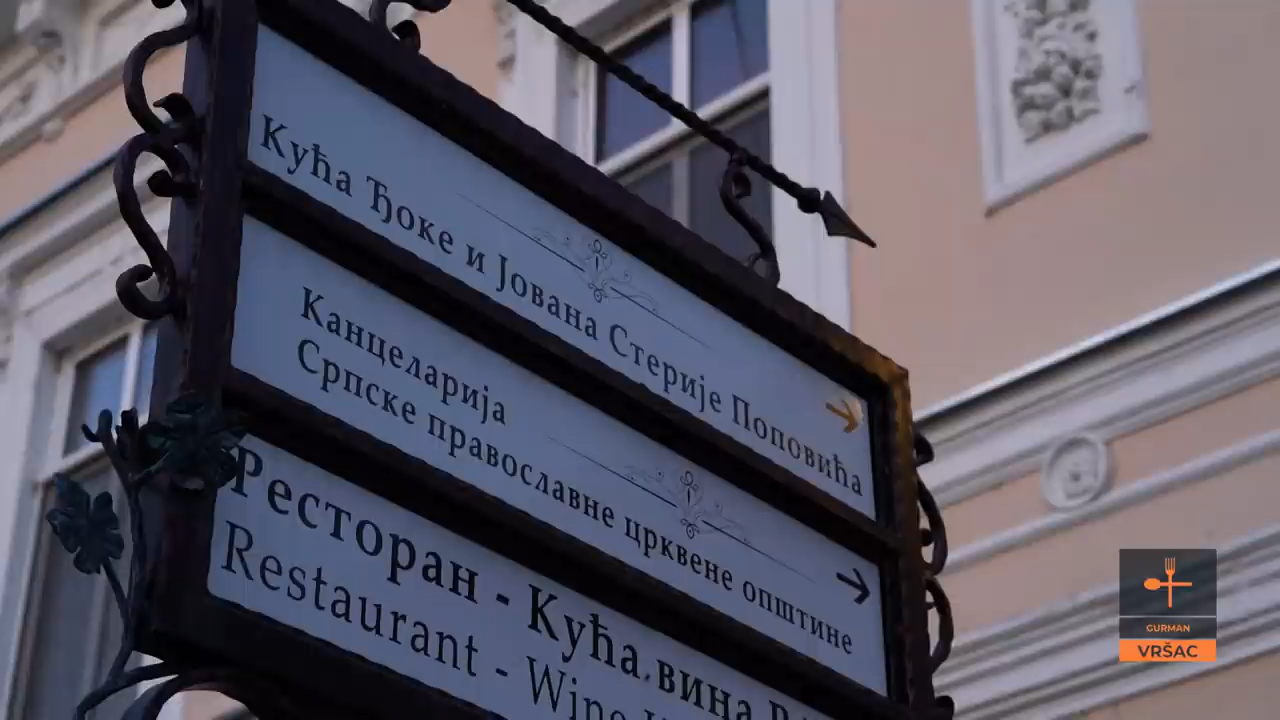 Кућа Ђоке и Јована Стерије Поповића
Канцеларија
Српске православне црквене општине
Ресторан - Кућа вина
Restaurant - Wine
GURMAN
VRŠAC